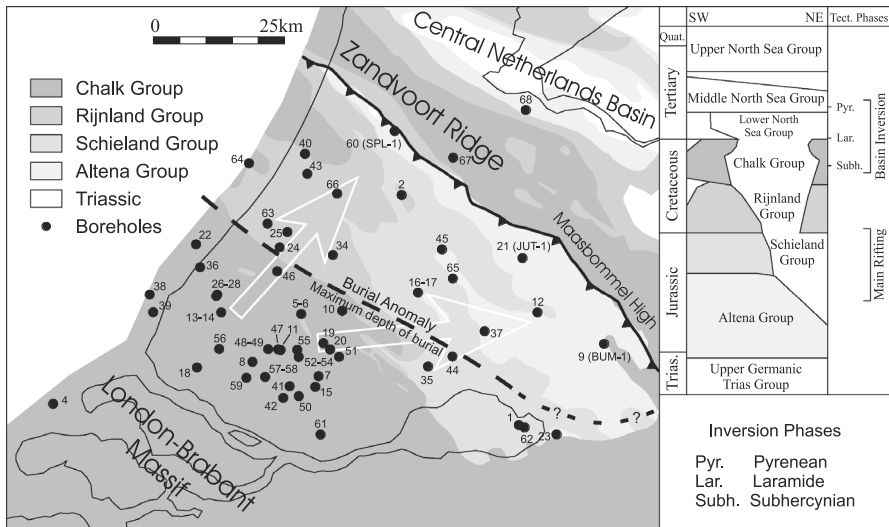 0 25km
Chalk Group
Rijnland Group
Schieland Group
Altena Group
Triassic
Boreholes
Central Netherlands
Basin
Zandvoort Ridge
Maasbommel High
London-Brabant
Massif
Burial Anomaly
Maximum depth of burial
68
60 (SPL-1)
67
40
43
64
66
2
63
25
24
22
34
45
21 (JUT-1)
36
46
65
38
26-28
16-17
39
13-14
5-6
10
12
37
56
48-49
47
11
55
19
20
9 (BUM-1)
8
52-54
51
44
18
57-58
7
35
59
41
15
42
50
4
61
1
62
23
?
?
SW NE Tect. Phases
Quat.
Tertiary
Cretaceous
Jurassic
Trias.
Upper North Sea Group
Middle North Sea Group
Lower North
Sea Group
Chalk Group
Rijnland
Group
Schieland
Group
Altena Group
Upper Germanic
Trias Group
Pyr.
Lar.
Subh.
Basin Inversion
Main Rifting
Inversion Phases
Pyr. Pyrenean
Lar. Laramide
Subh. Subhercynian